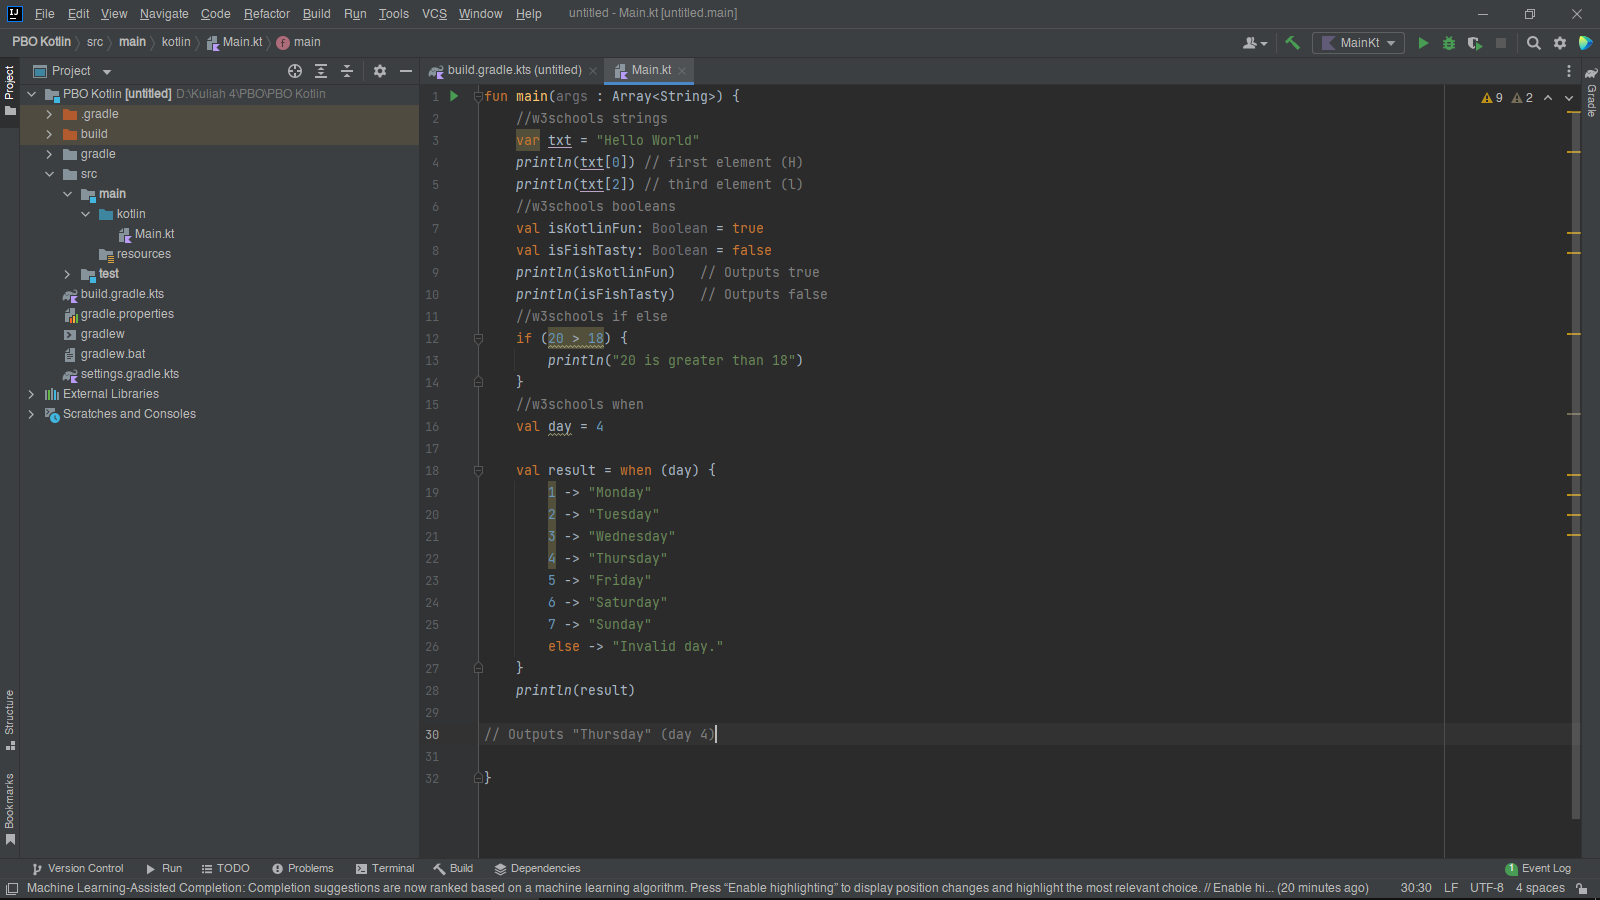 IJ File Edit View Navigate Code Refactor Build Run Tools VCS Window Help untitled - Main.kt [untitled.main]
PBO Kotlin src main kotlin Main.kt f main MainKt
Project build.gradle.kts (untitled) Main.kt
Project
Structure
Bookmarks
PBO Kotlin [untitled] D:\Kuliah 4\PBO\PBO Kotlin
.gradle
build
gradle
src
main
kotlin
Main.kt
resources
test
build.gradle.kts
gradle.properties
gradlew
gradlew.bat
settings.gradle.kts
External Libraries
Scratches and Consoles
1 fun main(args : Array<String>) {
2 //w3schools strings
3 var txt = "Hello World"
4 println(txt[0]) // first element (H)
5 println(txt[2]) // third element (l)
6 //w3schools booleans
7 val isKotlinFun: Boolean = true
8 val isFishTasty: Boolean = false
9 println(isKotlinFun)   // Outputs true
10 println(isFishTasty)   // Outputs false
11 //w3schools if else
12 if (20 > 18) {
13 println("20 is greater than 18")
14 }
15 //w3schools when
16 val day = 4
17
18 val result = when (day) {
19 1 -> "Monday"
20 2 -> "Tuesday"
21 3 -> "Wednesday"
22 4 -> "Thursday"
23 5 -> "Friday"
24 6 -> "Saturday"
25 7 -> "Sunday"
26 else -> "Invalid day."
27 }
28 println(result)
29
30 // Outputs "Thursday" (day 4)
31
32 }
9 2
Gradle
Version Control Run TODO Problems Terminal Build Dependencies 1 Event Log
Machine Learning-Assisted Completion: Completion suggestions are now ranked based on a machine learning algorithm. Press “Enable highlighting” to display position changes and highlight the most relevant choice. // Enable hi... (20 minutes ago) 30:30 LF UTF-8 4 spaces